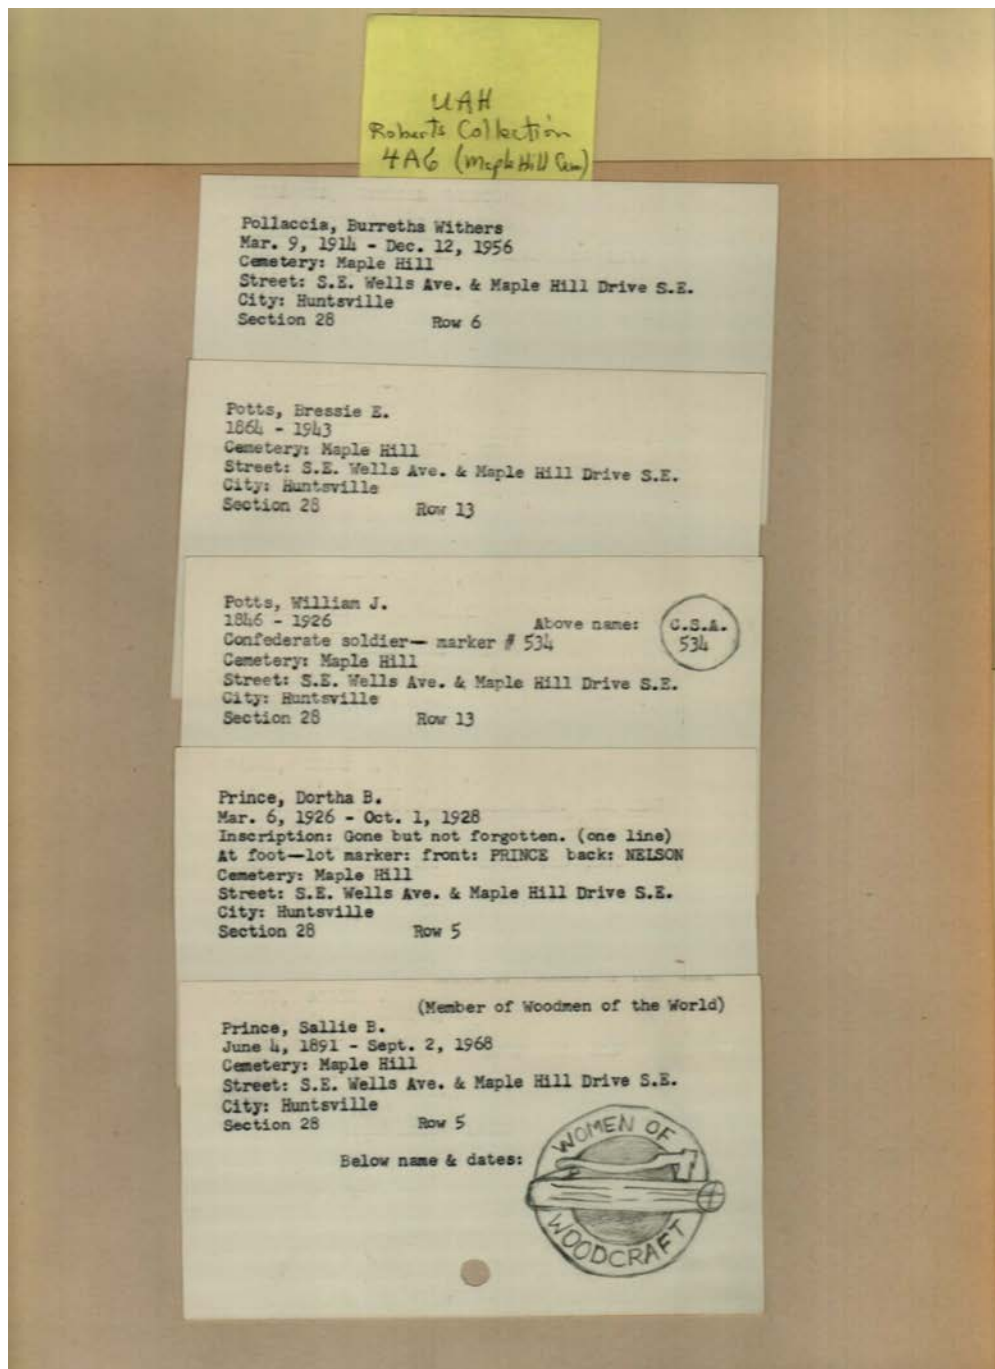 UAH
Roberts Collection
4A6 (Maple Hill Cem)
Pollaccia, Burretha Withers
Mar. 9, 1914 - Dec. 12, 1956
Cemetery: Maple Hill
Street: S.E. Wells Ave. & Maple Hill Drive S.E.
City: Huntsville
Section 28 Row 6
Potts, Bressie E.
1864 - 1943
Cemetery: Maple Hill
Street: S.E. Wells Ave. & Maple Hill Drive S.E.
City: Huntsville
Section 28 Row 13
Potts, William J.
1846 - 1926 Above name: C.S.A.
Confederate soldier— marker # 534 534
Cemetery: Maple Hill
Street: S.E. Wells Ave. & Maple Hill Drive S.E.
City: Huntsville
Section 28 Row 13
Prince, Dortha B.
Mar. 6, 1926 - Oct. 1, 1928
Inscription: Gone but not forgotten. (one line)
At foot—lot marker: front: PRINCE back: NELSON
Cemetery: Maple Hill
Street: S.E. Wells Ave. & Maple Hill Drive S.E.
City: Huntsville
Section 28 Row 5
(Member of Woodmen of the World)
Prince, Sallie B.
June 4, 1891 - Sept. 2, 1968
Cemetery: Maple Hill
Street: S.E. Wells Ave. & Maple Hill Drive S.E.
City: Huntsville
Section 28 Row 5
Below name & dates:
WOMEN OF
WOODCRAFT